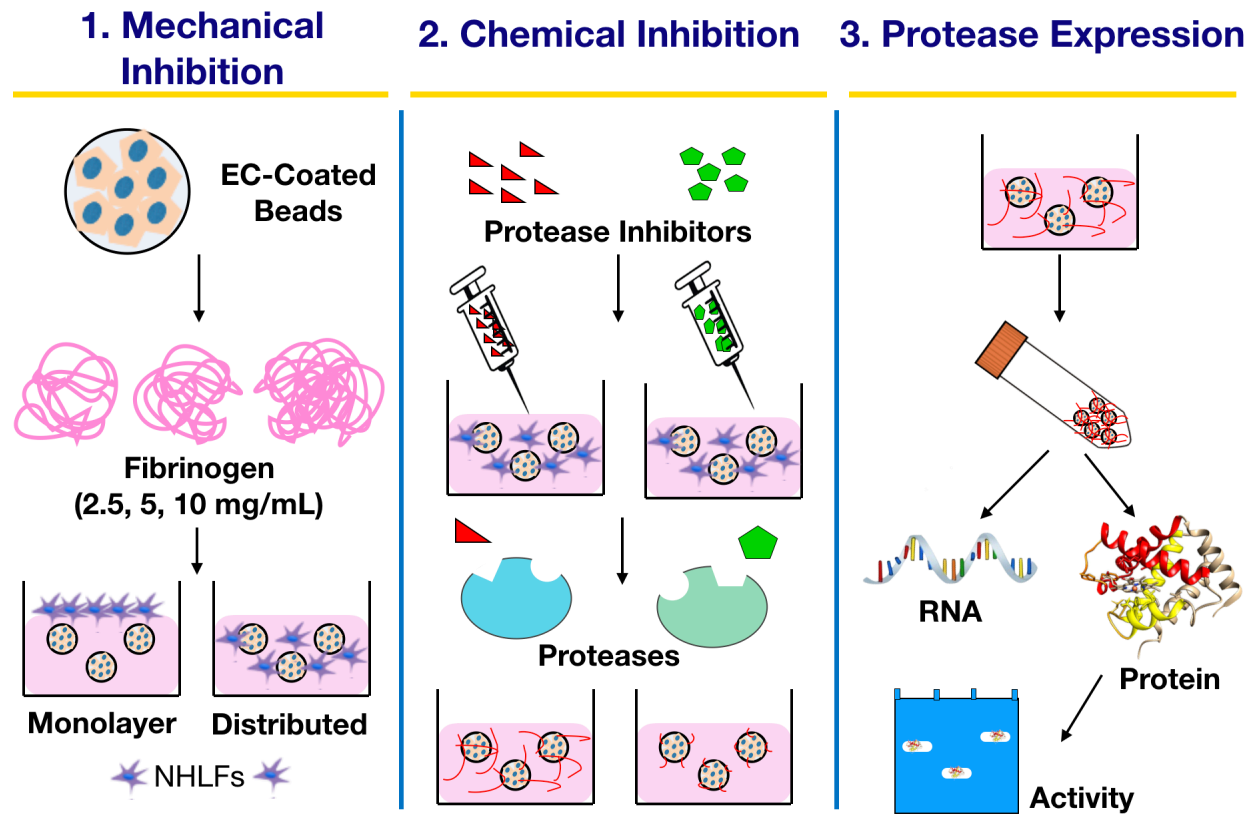 1. Mechanical
Inhibition
EC-Coated
Beads
Fibrinogen
(2.5, 5, 10 mg/mL)
Monolayer
Distributed
NHLFs
2. Chemical Inhibition
Protease Inhibitors
Proteases
3. Protease Expression
RNA
Protein
Activity